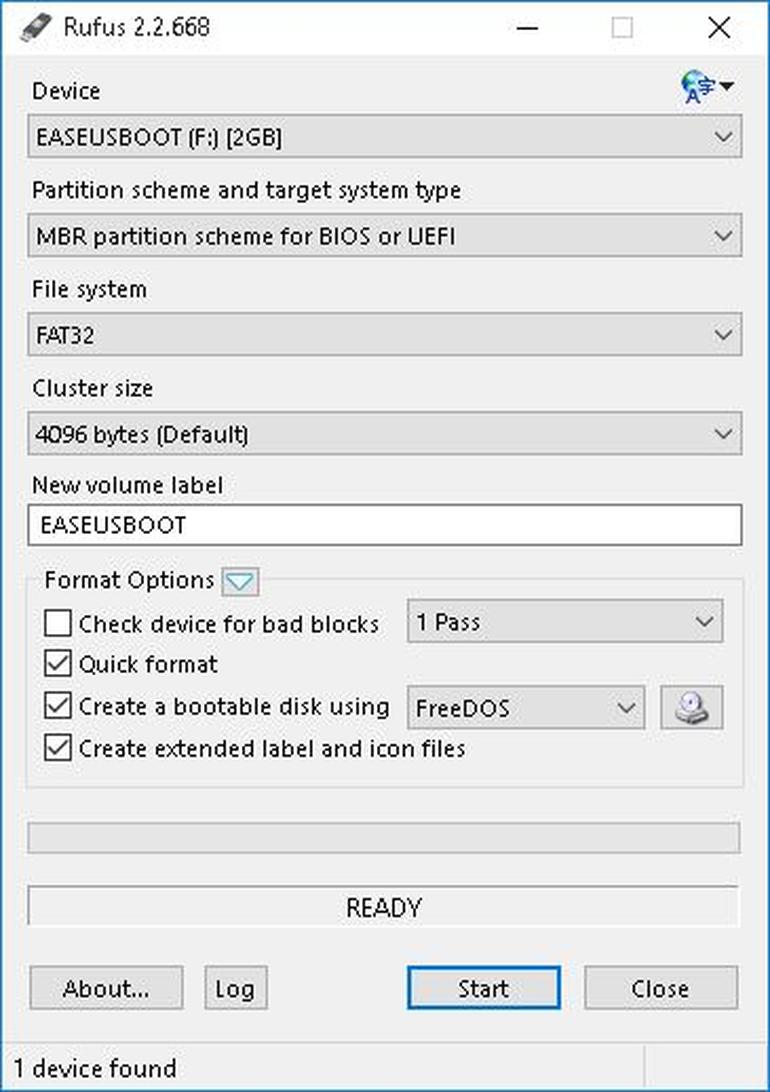 Rufus 2.2.668
Device
EASEUSBOOT (F:) [2GB]
Partition scheme and target system type
MBR partition scheme for BIOS or UEFI
File system
FAT32
Cluster size
4096 bytes (Default)
New volume label
EASEUSBOOT
Format Options
Check device for bad blocks 1 Pass
Quick format
Create a bootable disk using FreeDOS
Create extended label and icon files
READY
About... Log Start Close
1 device found